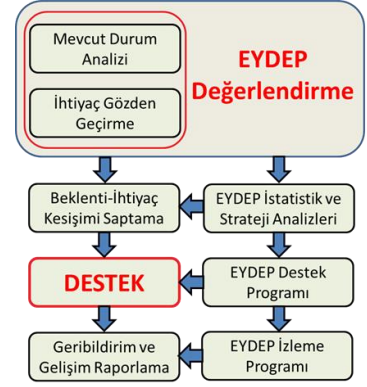 Mevcut Durum
Analizi
EYDEP
Değerlendirme
İhtiyaç Gözden
Geçirme
Beklenti-İhtiyaç
Kesişimi Saptama
EYDEP İstatistik ve
Strateji Analizleri
DESTEK
EYDEP Destek
Programı
Geribildirim ve
Gelişim Raporlama
EYDEP İzleme
Programı